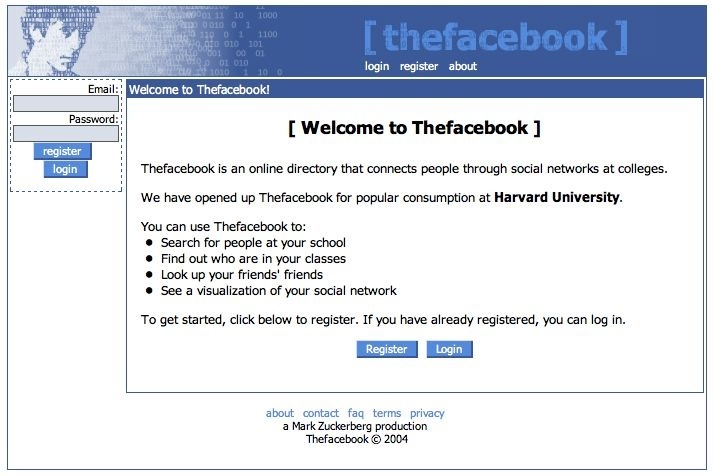 [ thefacebook ]
login register about
Email:
Password:
register
login
Welcome to Thefacebook!
[ Welcome to Thefacebook ]
Thefacebook is an online directory that connects people through social networks at colleges.
We have opened up Thefacebook for popular consumption at Harvard University.
You can use Thefacebook to:
• Search for people at your school
• Find out who are in your classes
• Look up your friends' friends
• See a visualization of your social network
To get started, click below to register. If you have already registered, you can log in.
Register Login
about contact faq terms privacy
a Mark Zuckerberg production
Thefacebook © 2004